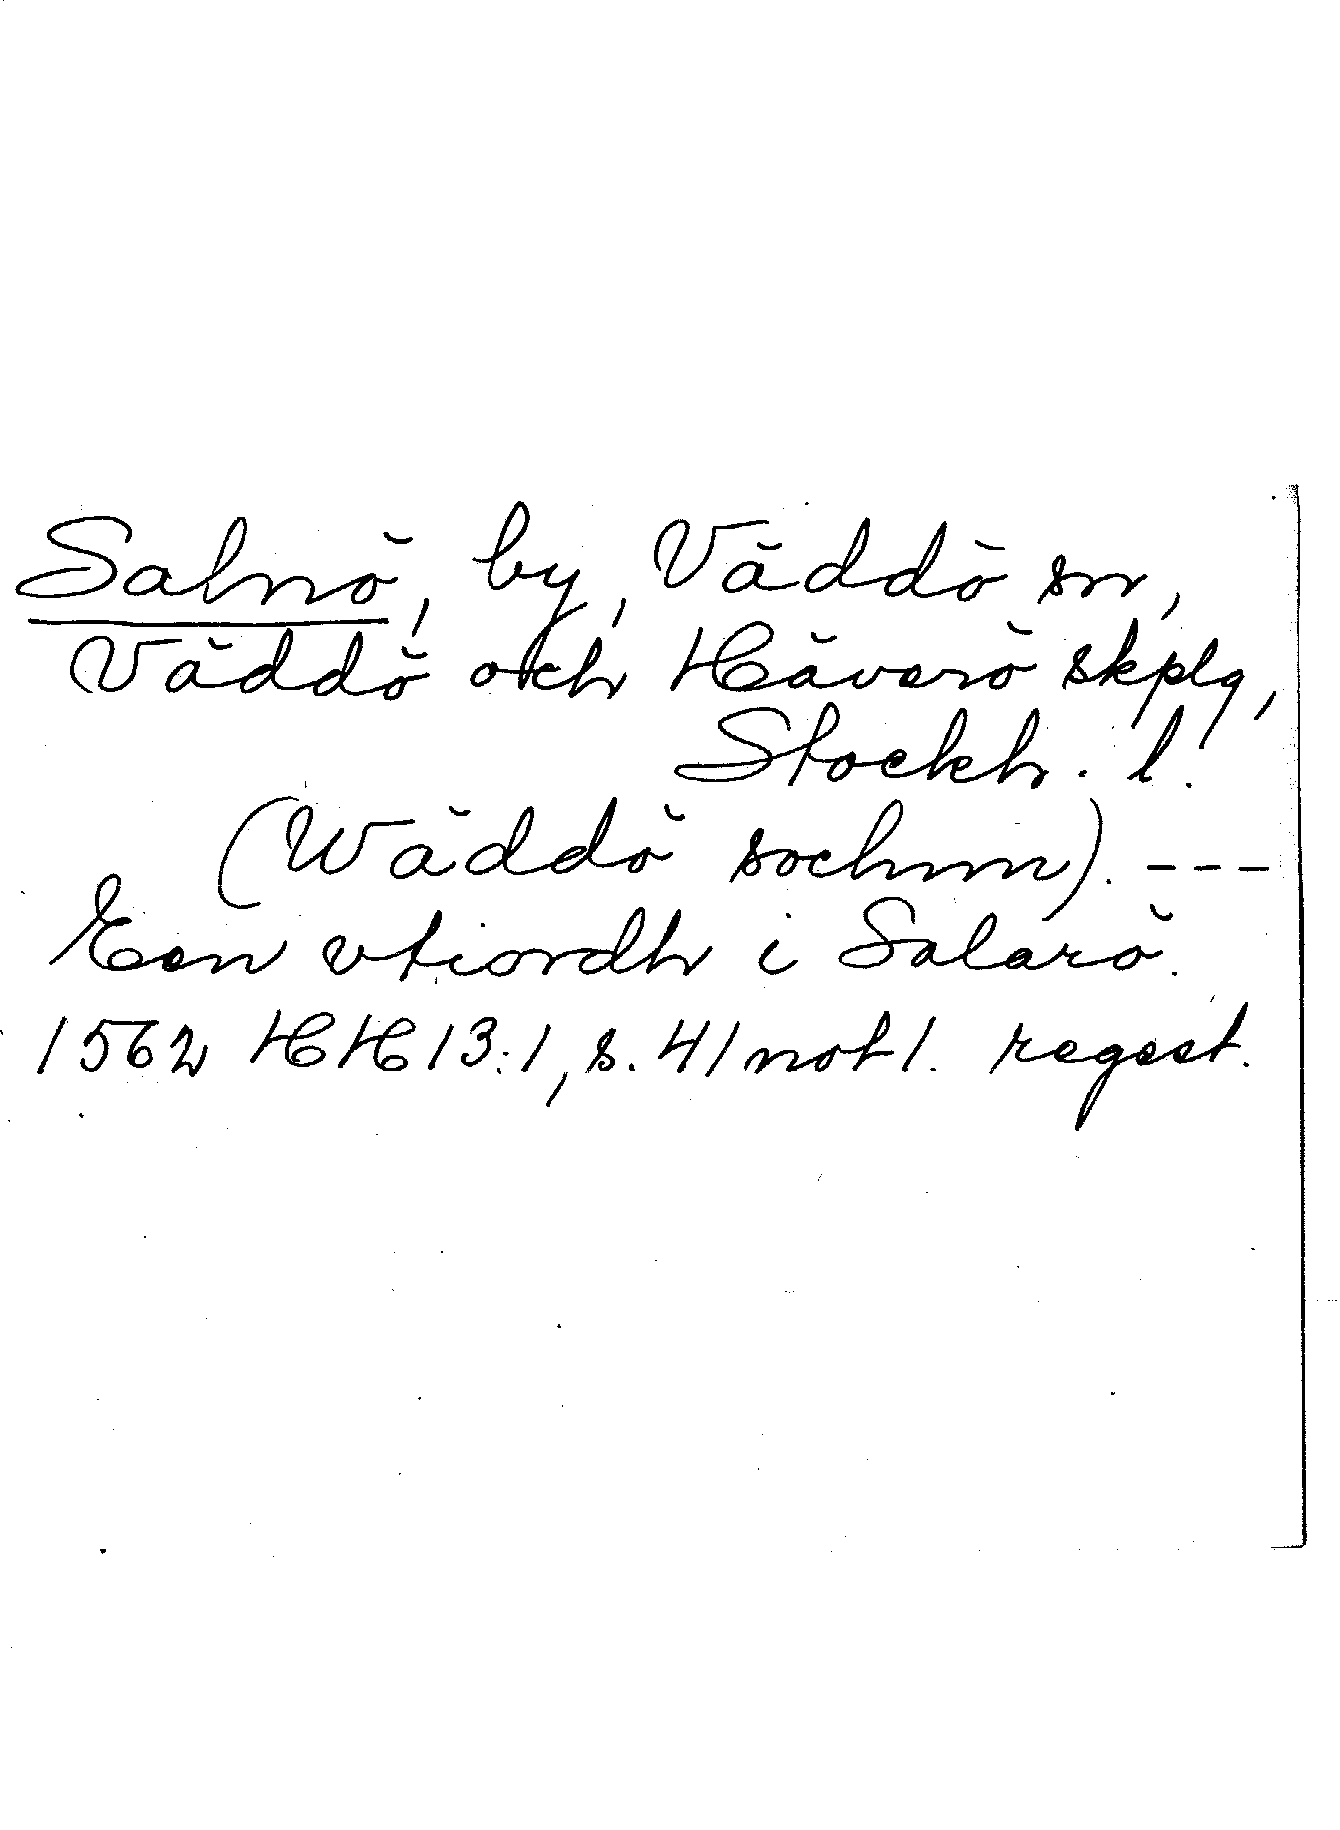 Salnö, by, Väddö sn,
Väddö och Häverö skplg,
Stockh. l.
(Wäddö sochnn). ---
Een vtiordh i Salarö.
1562 HH 13:1, s. 41 not 1. regest.